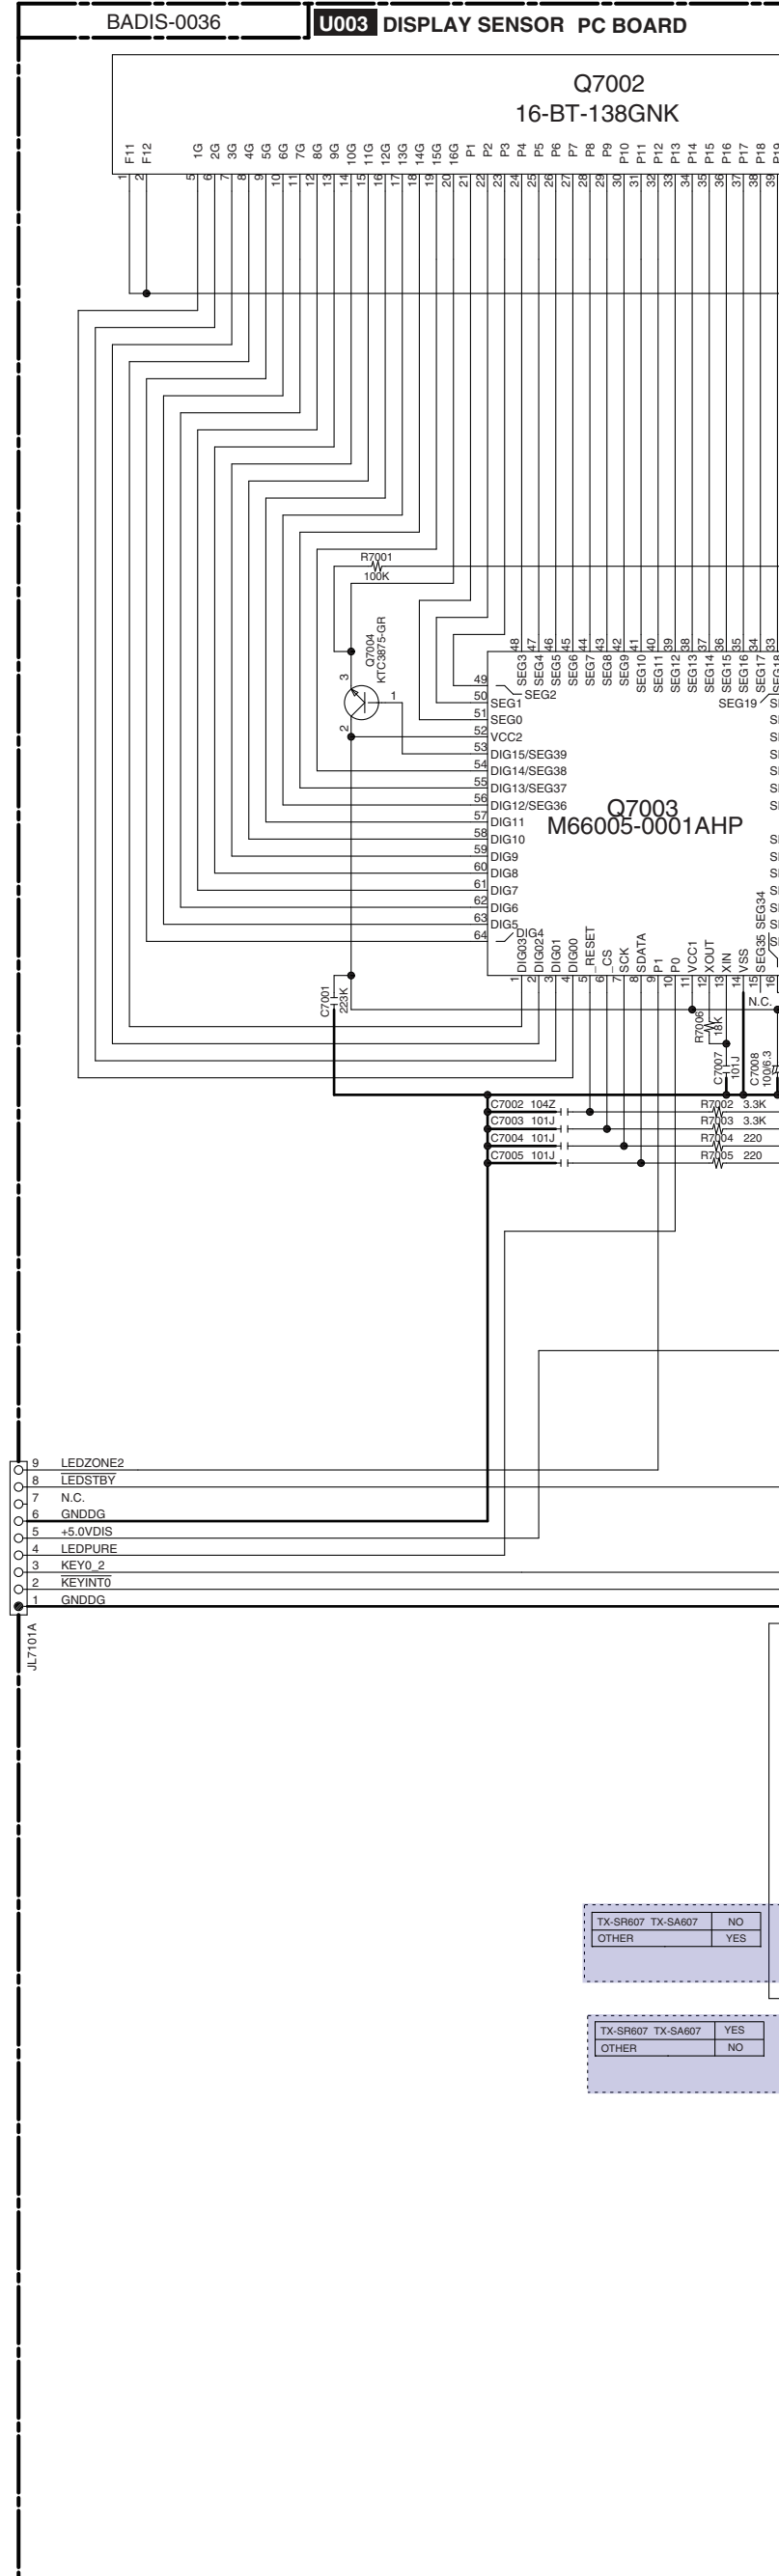 BADIS-0036
U003 DISPLAY SENSOR PC BOARD
Q7002
16-BT-138GNK
F11 F12 1G 2G 3G 4G 5G 6G 7G 8G 9G 10G 11G 12G 13G 14G 15G 16G P1 P2 P3 P4 P5 P6 P7 P8 P9 P10 P11 P12 P13 P14 P15 P16 P17 P18 P19
1 2 5 6 7 8 9 10 11 12 13 14 15 16 17 18 19 20 21 22 23 24 25 26 27 28 29 30 31 32 33 34 35 36 37 38 39
R7001
100K
Q7004
KTC3875-GR
3
1
2
48 47 46 45 44 43 42 41 40 39 38 37 36 35 34 33
SEG3 SEG4 SEG5 SEG6 SEG7 SEG8 SEG9 SEG10 SEG11 SEG12 SEG13 SEG14 SEG15 SEG16 SEG17 SEG18
49 SEG2
SEG19
50 SEG1
51 SEG0
52 VCC2
53 DIG15/SEG39
54 DIG14/SEG38
55 DIG13/SEG37
56 DIG12/SEG36
57 DIG11
58 DIG10
59 DIG9
60 DIG8
61 DIG7
62 DIG6
63 DIG5
64 DIG4
Q7003
M66005-0001AHP
DIG03 DIG02 DIG01 DIG00 _RESET _CS SCK SDATA P1 P0 VCC1 XOUT XIN VSS SEG35 SEG34
1 2 3 4 5 6 7 8 9 10 11 12 13 14 15 16
N.C.
C7001
223K
R7006
18K
C7007
101J
C7008
100/6.3
C7002 104Z R7002 3.3K
C7003 101J R7003 3.3K
C7004 101J R7004 220
C7005 101J R7005 220
9 LEDZONE2
8 LEDSTBY
7 N.C.
6 GNDDG
5 +5.0VDIS
4 LEDPURE
3 KEY0_2
2 KEYINT0
1 GNDDG
JL7101A
TX-SR607 TX-SA607 NO
OTHER YES
TX-SR607 TX-SA607 YES
OTHER NO